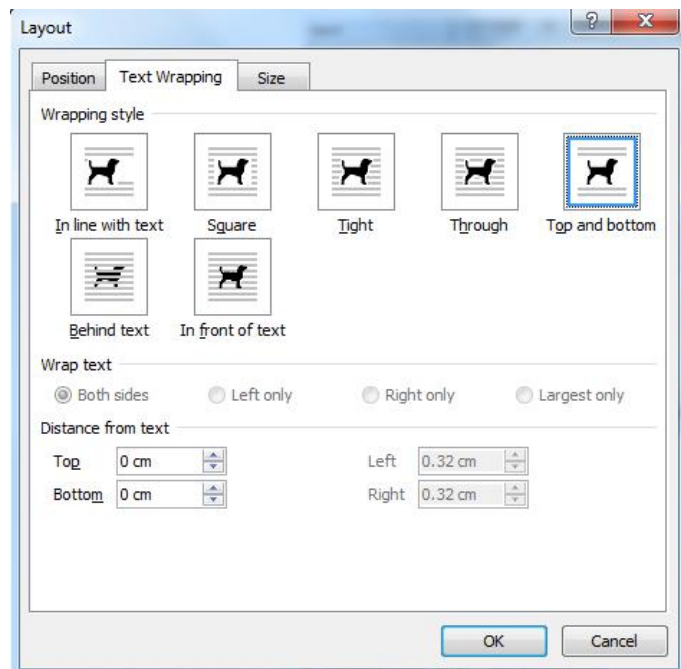 Layout
Position Text Wrapping Size
Wrapping style
In line with text Square Tight Through Top and bottom
Behind text In front of text
Wrap text
Both sides Left only Right only Largest only
Distance from text
Top 0 cm Left 0.32 cm
Bottom 0 cm Right 0.32 cm
OK Cancel